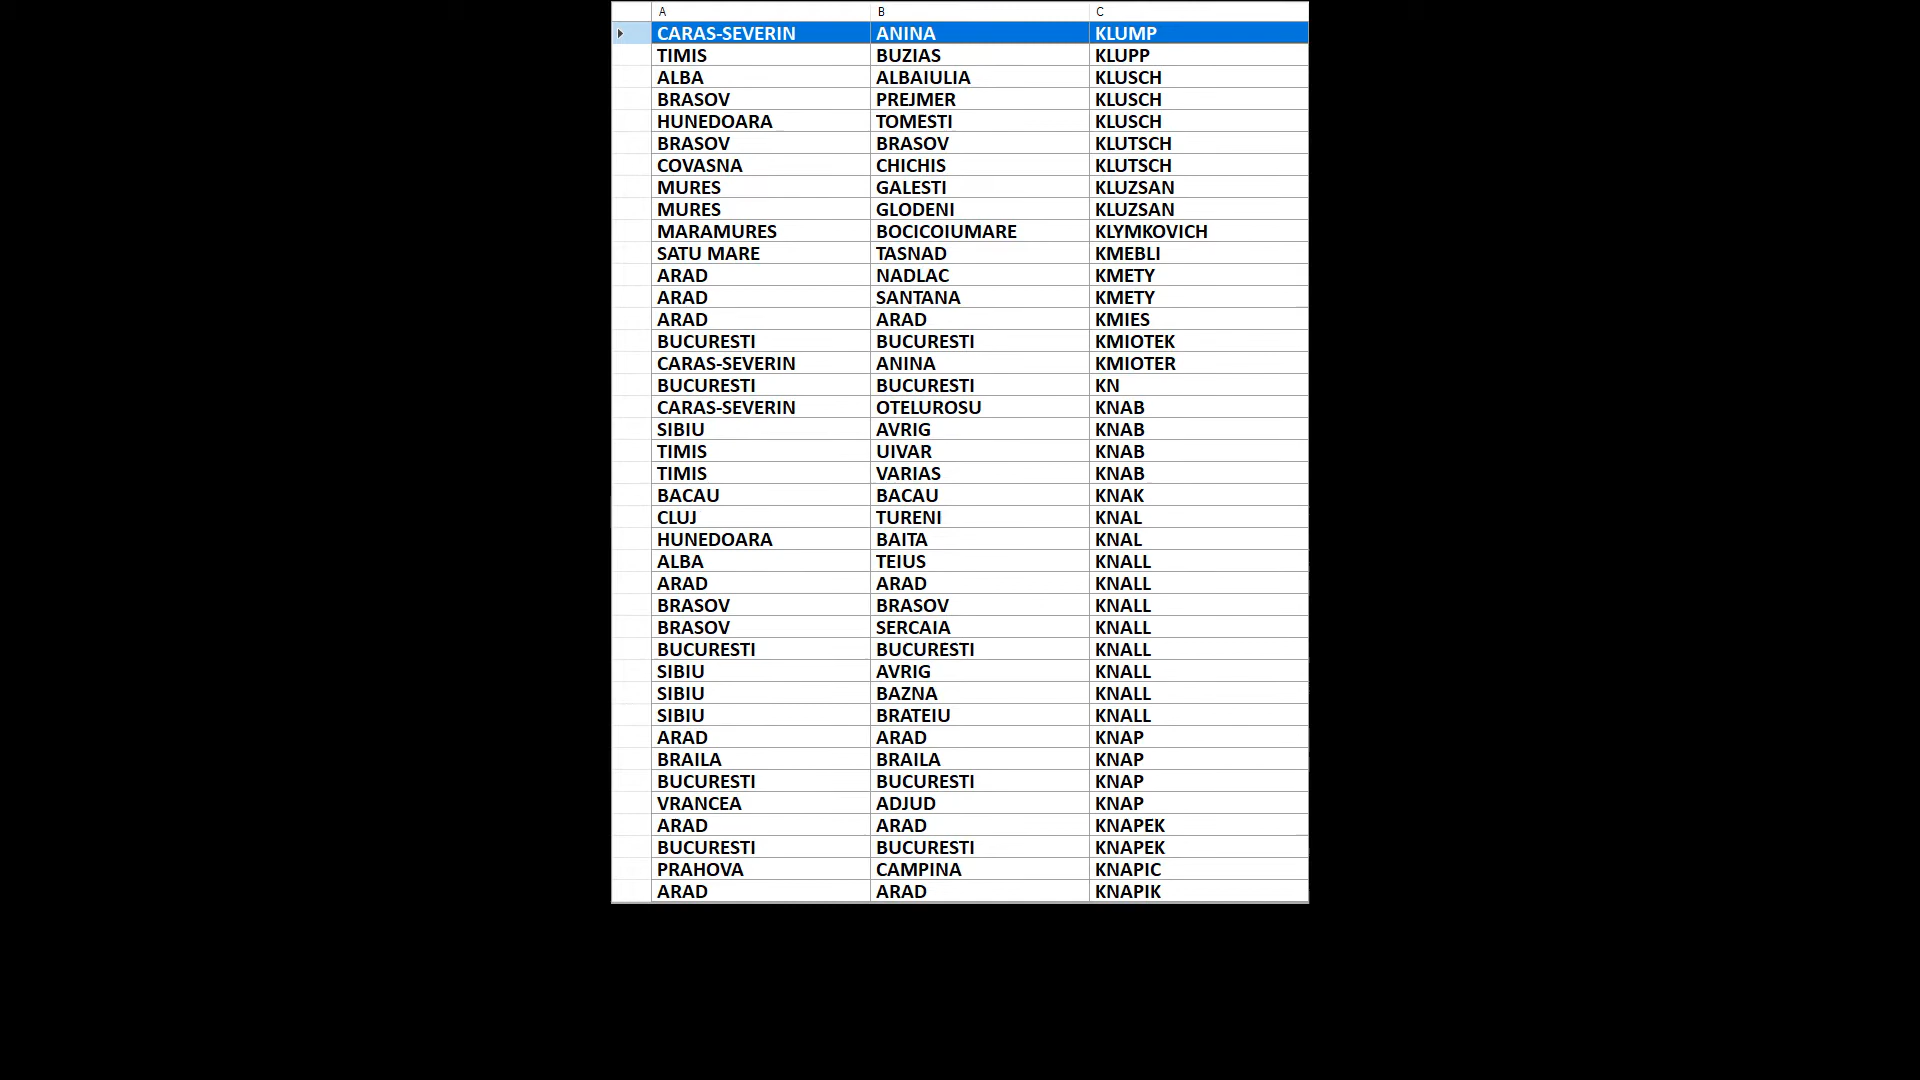 A B C
CARAS-SEVERIN ANINA KLUMP
TIMIS BUZIAS KLUPP
ALBA ALBAIULIA KLUSCH
BRASOV PREJMER KLUSCH
HUNEDOARA TOMESTI KLUSCH
BRASOV BRASOV KLUTSCH
COVASNA CHICHIS KLUTSCH
MURES GALESTI KLUZSAN
MURES GLODENI KLUZSAN
MARAMURES BOCICOIUMARE KLYMKOVICH
SATU MARE TASNAD KMEBLI
ARAD NADLAC KMETY
ARAD SANTANA KMETY
ARAD ARAD KMIES
BUCURESTI BUCURESTI KMIOTEK
CARAS-SEVERIN ANINA KMIOTER
BUCURESTI BUCURESTI KN
CARAS-SEVERIN OTELUROSU KNAB
SIBIU AVRIG KNAB
TIMIS UIVAR KNAB
TIMIS VARIAS KNAB
BACAU BACAU KNAK
CLUJ TURENI KNAL
HUNEDOARA BAITA KNAL
ALBA TEIUS KNALL
ARAD ARAD KNALL
BRASOV BRASOV KNALL
BRASOV SERCAIA KNALL
BUCURESTI BUCURESTI KNALL
SIBIU AVRIG KNALL
SIBIU BAZNA KNALL
SIBIU BRATEIU KNALL
ARAD ARAD KNAP
BRAILA BRAILA KNAP
BUCURESTI BUCURESTI KNAP
VRANCEA ADJUD KNAP
ARAD ARAD KNAPEK
BUCURESTI BUCURESTI KNAPEK
PRAHOVA CAMPINA KNAPIC
ARAD ARAD KNAPIK